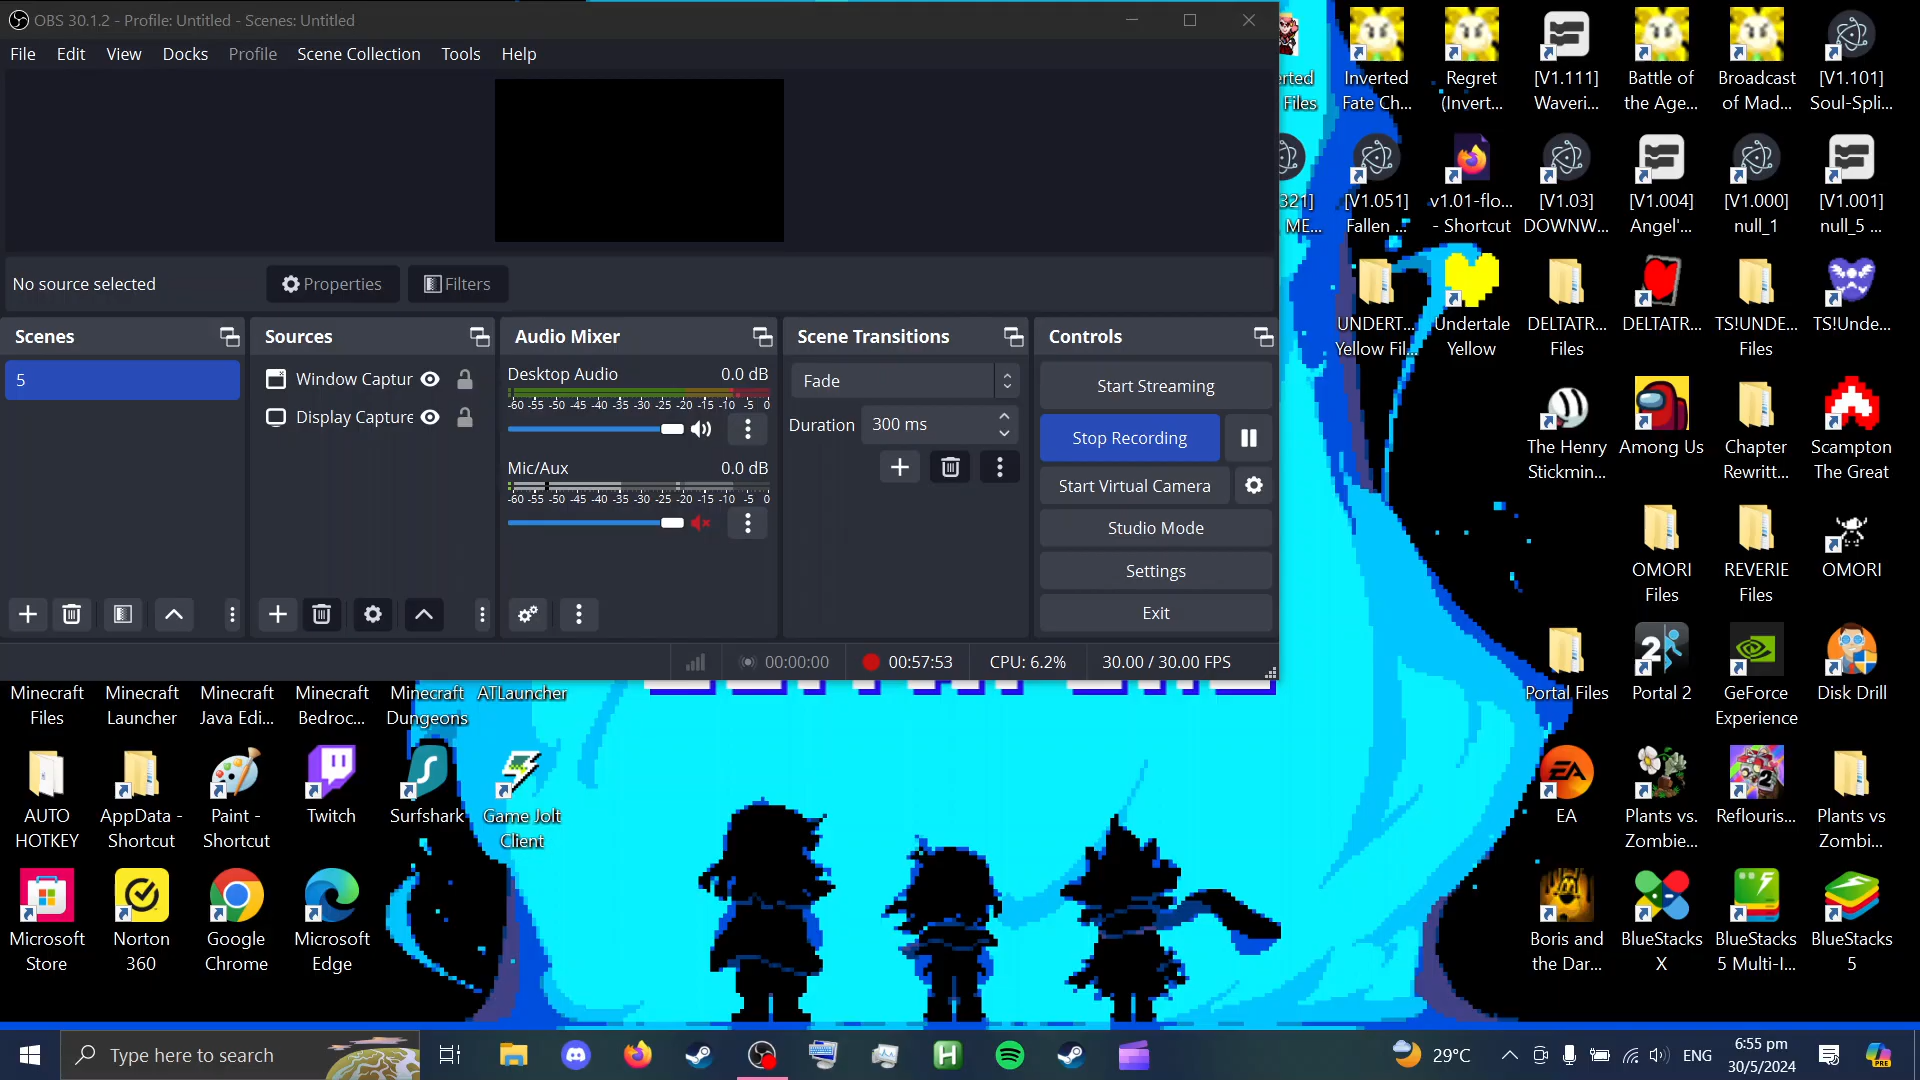 OBS 30.1.2 - Profile: Untitled - Scenes: Untitled
File Edit View Docks Profile Scene Collection Tools Help
No source selected
Properties
Filters
Scenes
5
Sources
Window Captur
Display Capture
Audio Mixer
Desktop Audio 0.0 dB
-60 -55 -50 -45 -40 -35 -30 -25 -20 -15 -10 -5 0
Mic/Aux 0.0 dB
-60 -55 -50 -45 -40 -35 -30 -25 -20 -15 -10 -5 0
Scene Transitions
Fade
Duration 300 ms
Controls
Start Streaming
Stop Recording
Start Virtual Camera
Studio Mode
Settings
Exit
00:00:00
00:57:53
CPU: 6.2%
30.00 / 30.00 FPS
erted
Files
Inverted
Fate Ch...
Regret
(Invert...
[V1.111]
Waveri...
Battle of
the Age...
Broadcast
of Mad...
[V1.101]
Soul-Spli...
321]
ME...
[V1.051]
Fallen ...
v1.01-flo...
- Shortcut
[V1.03]
DOWNW...
[V1.004]
Angel'...
[V1.000]
null_1
[V1.001]
null_5 ...
UNDERT...
Yellow Fil...
Undertale
Yellow
DELTATR...
Files
DELTATR...
TS!UNDE...
Files
TS!Unde...
The Henry
Stickmin...
Among Us
Chapter
Rewritt...
Scampton
The Great
OMORI
Files
REVERIE
Files
OMORI
Portal Files
2
Portal 2
GeForce
Experience
Disk Drill
EA
EA
Plants vs.
Zombie...
2
Reflouris...
Plants vs
Zombi...
Boris and
the Dar...
BlueStacks
X
BlueStacks
5 Multi-I...
BlueStacks
5
Minecraft
Files
Minecraft
Launcher
Minecraft
Java Edi...
Minecraft
Bedroc...
Minecraft
Dungeons
ATLauncher
AUTO
HOTKEY
AppData -
Shortcut
Paint -
Shortcut
Twitch
Surfshark
Game Jolt
Client
Microsoft
Store
Norton
360
Google
Chrome
Microsoft
Edge
Type here to search
H
29°C
ENG
6:55 pm
30/5/2024
PRE